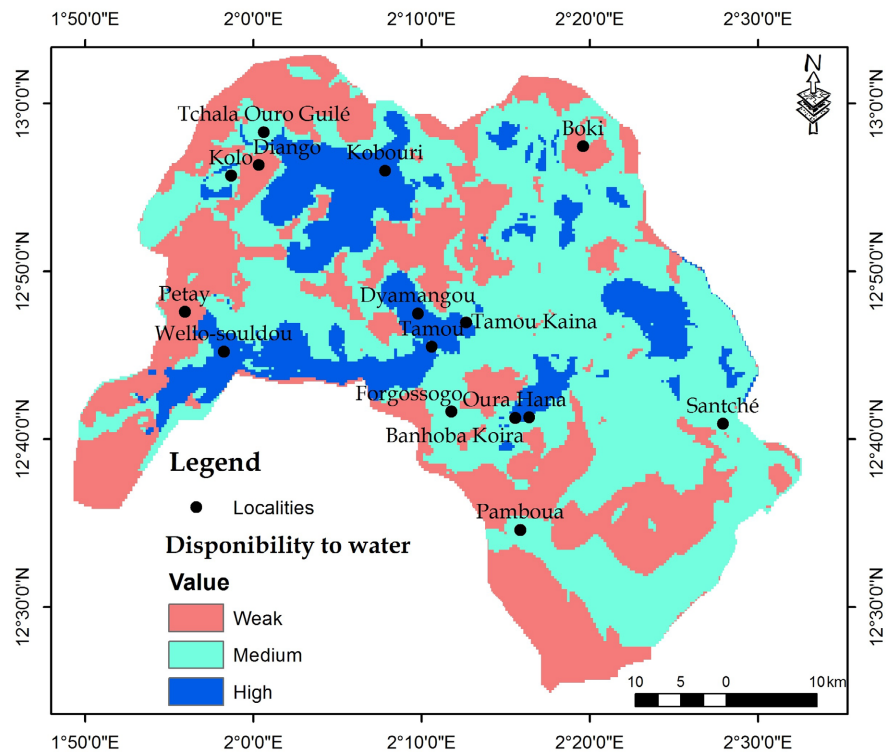 1°50'0"E 2°0'0"E 2°10'0"E 2°20'0"E 2°30'0"E
N
13°0'0"N 13°0'0"N
Tchala Ouro Guilé
Boki
Diango
Kobouri
Kolo
12°50'0"N 12°50'0"N
Petay
Dyamangou
Tamou Kaina
Wello-souldou
Tamou
Forgossogo
Oura Hana
Santché
Banhoba Koira
12°40'0"N 12°40'0"N
Pamboua
12°30'0"N 12°30'0"N
Legend
Localities
Disponibility to water
Value
Weak
Medium
High
10 5 0 10 km
1°50'0"E 2°0'0"E 2°10'0"E 2°20'0"E 2°30'0"E